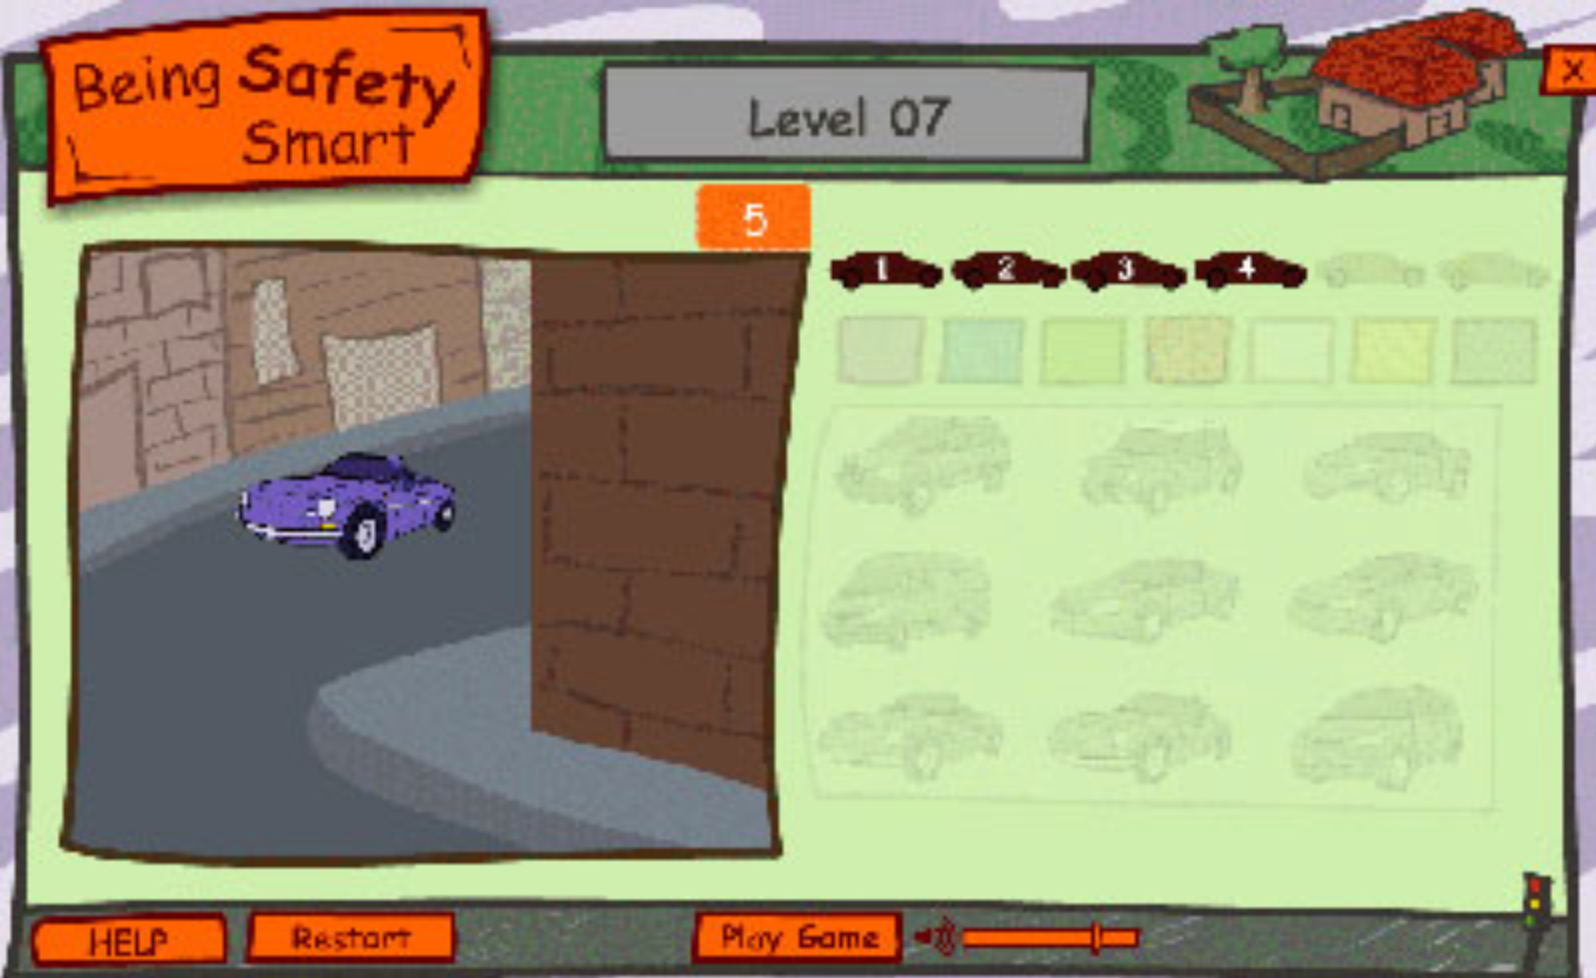 Being Safety
Smart
Level 07
X
5
1 2 3 4
HELP
Restart
Play Game